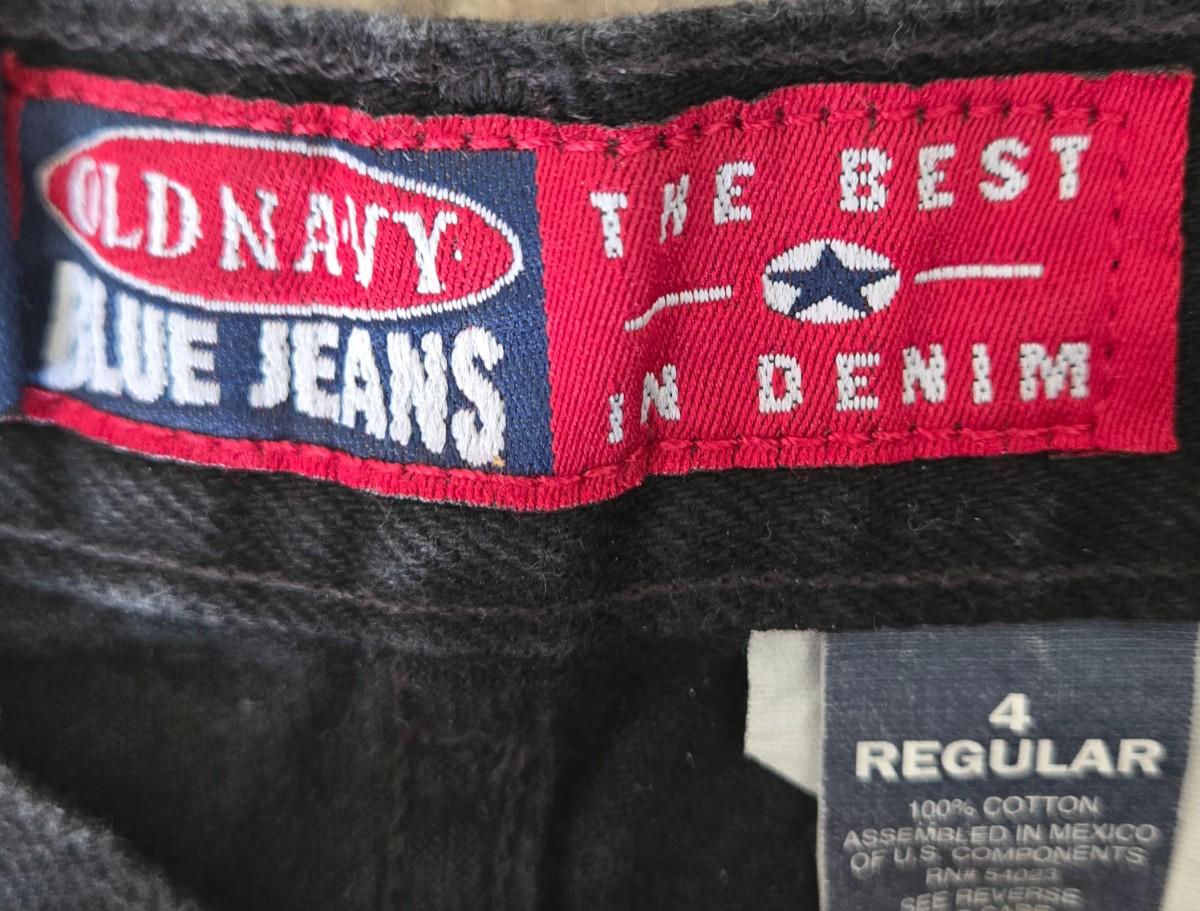 OLD NAVY
BLUE JEANS
THE BEST
IN DENIM
4
REGULAR
100% COTTON
ASSEMBLED IN MEXICO
OF U.S. COMPONENTS
RN# 54023
SEE REVERSE
CARE